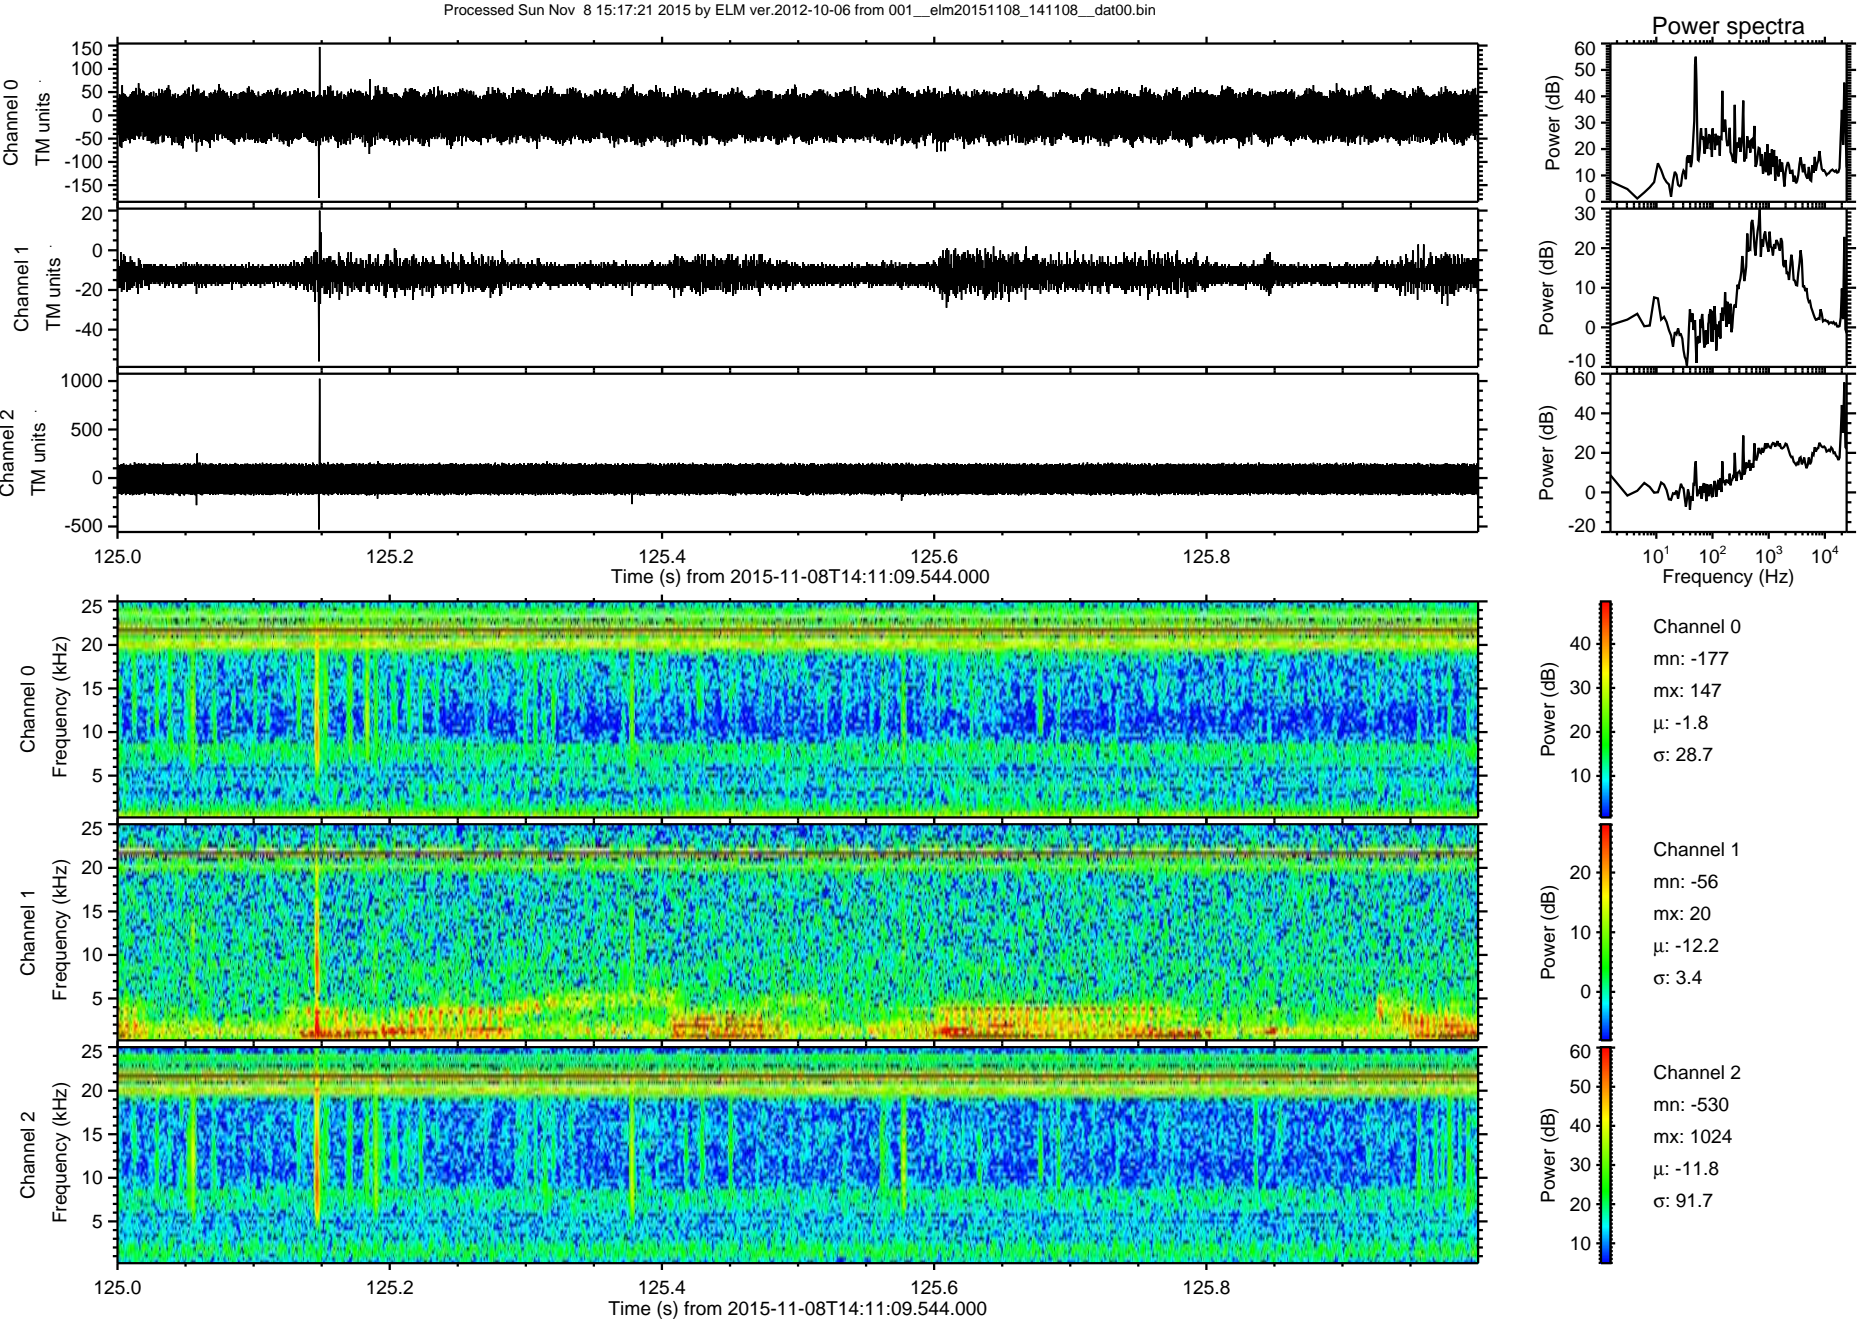 Processed Sun Nov  8 15:17:21 2015 by ELM ver.2012-10-06 from 001__elm20151108_141108__dat00.bin
Power spectra
Channel 0
TM units
150
100
50
0
-50
-100
-150
Power (dB)
60
50
40
30
20
10
0
Channel 1
TM units
20
0
-20
-40
Power (dB)
30
20
10
0
-10
Channel 2
TM units
1000
500
0
-500
Power (dB)
60
40
20
0
-20
125.0 125.2 125.4 125.6 125.8
Time (s) from 2015-11-08T14:11:09.544.000
10^1 10^2 10^3 10^4
Frequency (Hz)
Channel 0
Frequency (kHz)
25
20
15
10
5
Power (dB)
40
30
20
10
Channel 0
mn: -177
mx: 147
μ: -1.8
σ: 28.7
Channel 1
Frequency (kHz)
25
20
15
10
5
Power (dB)
20
10
0
Channel 1
mn: -56
mx: 20
μ: -12.2
σ: 3.4
Channel 2
Frequency (kHz)
25
20
15
10
5
Power (dB)
60
50
40
30
20
10
Channel 2
mn: -530
mx: 1024
μ: -11.8
σ: 91.7
125.0 125.2 125.4 125.6 125.8
Time (s) from 2015-11-08T14:11:09.544.000